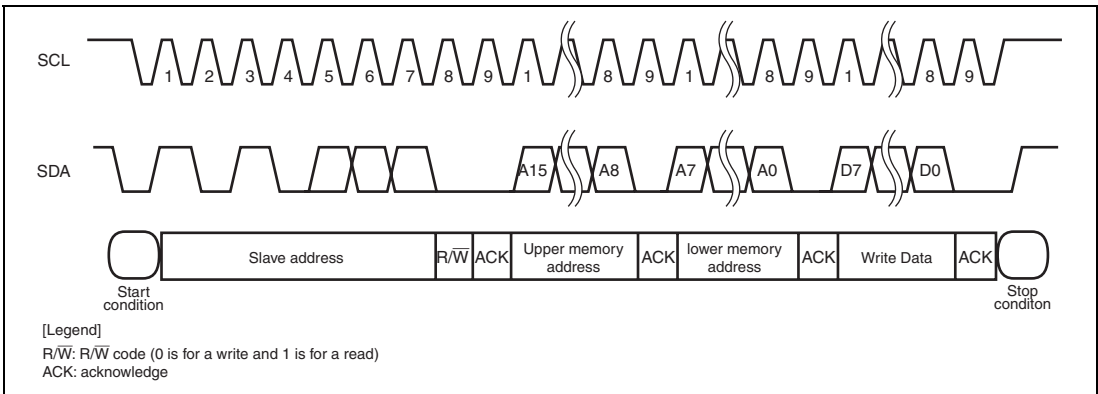 SCL
1 2 3 4 5 6 7 8 9 1 8 9 1 8 9 1 8 9
SDA
A15 A8 A7 A0 D7 D0
Slave address R/W̅ ACK Upper memory address ACK lower memory address ACK Write Data ACK
Start condition
Stop conditon
[Legend]
R/W̅: R/W̅ code (0 is for a write and 1 is for a read)
ACK: acknowledge